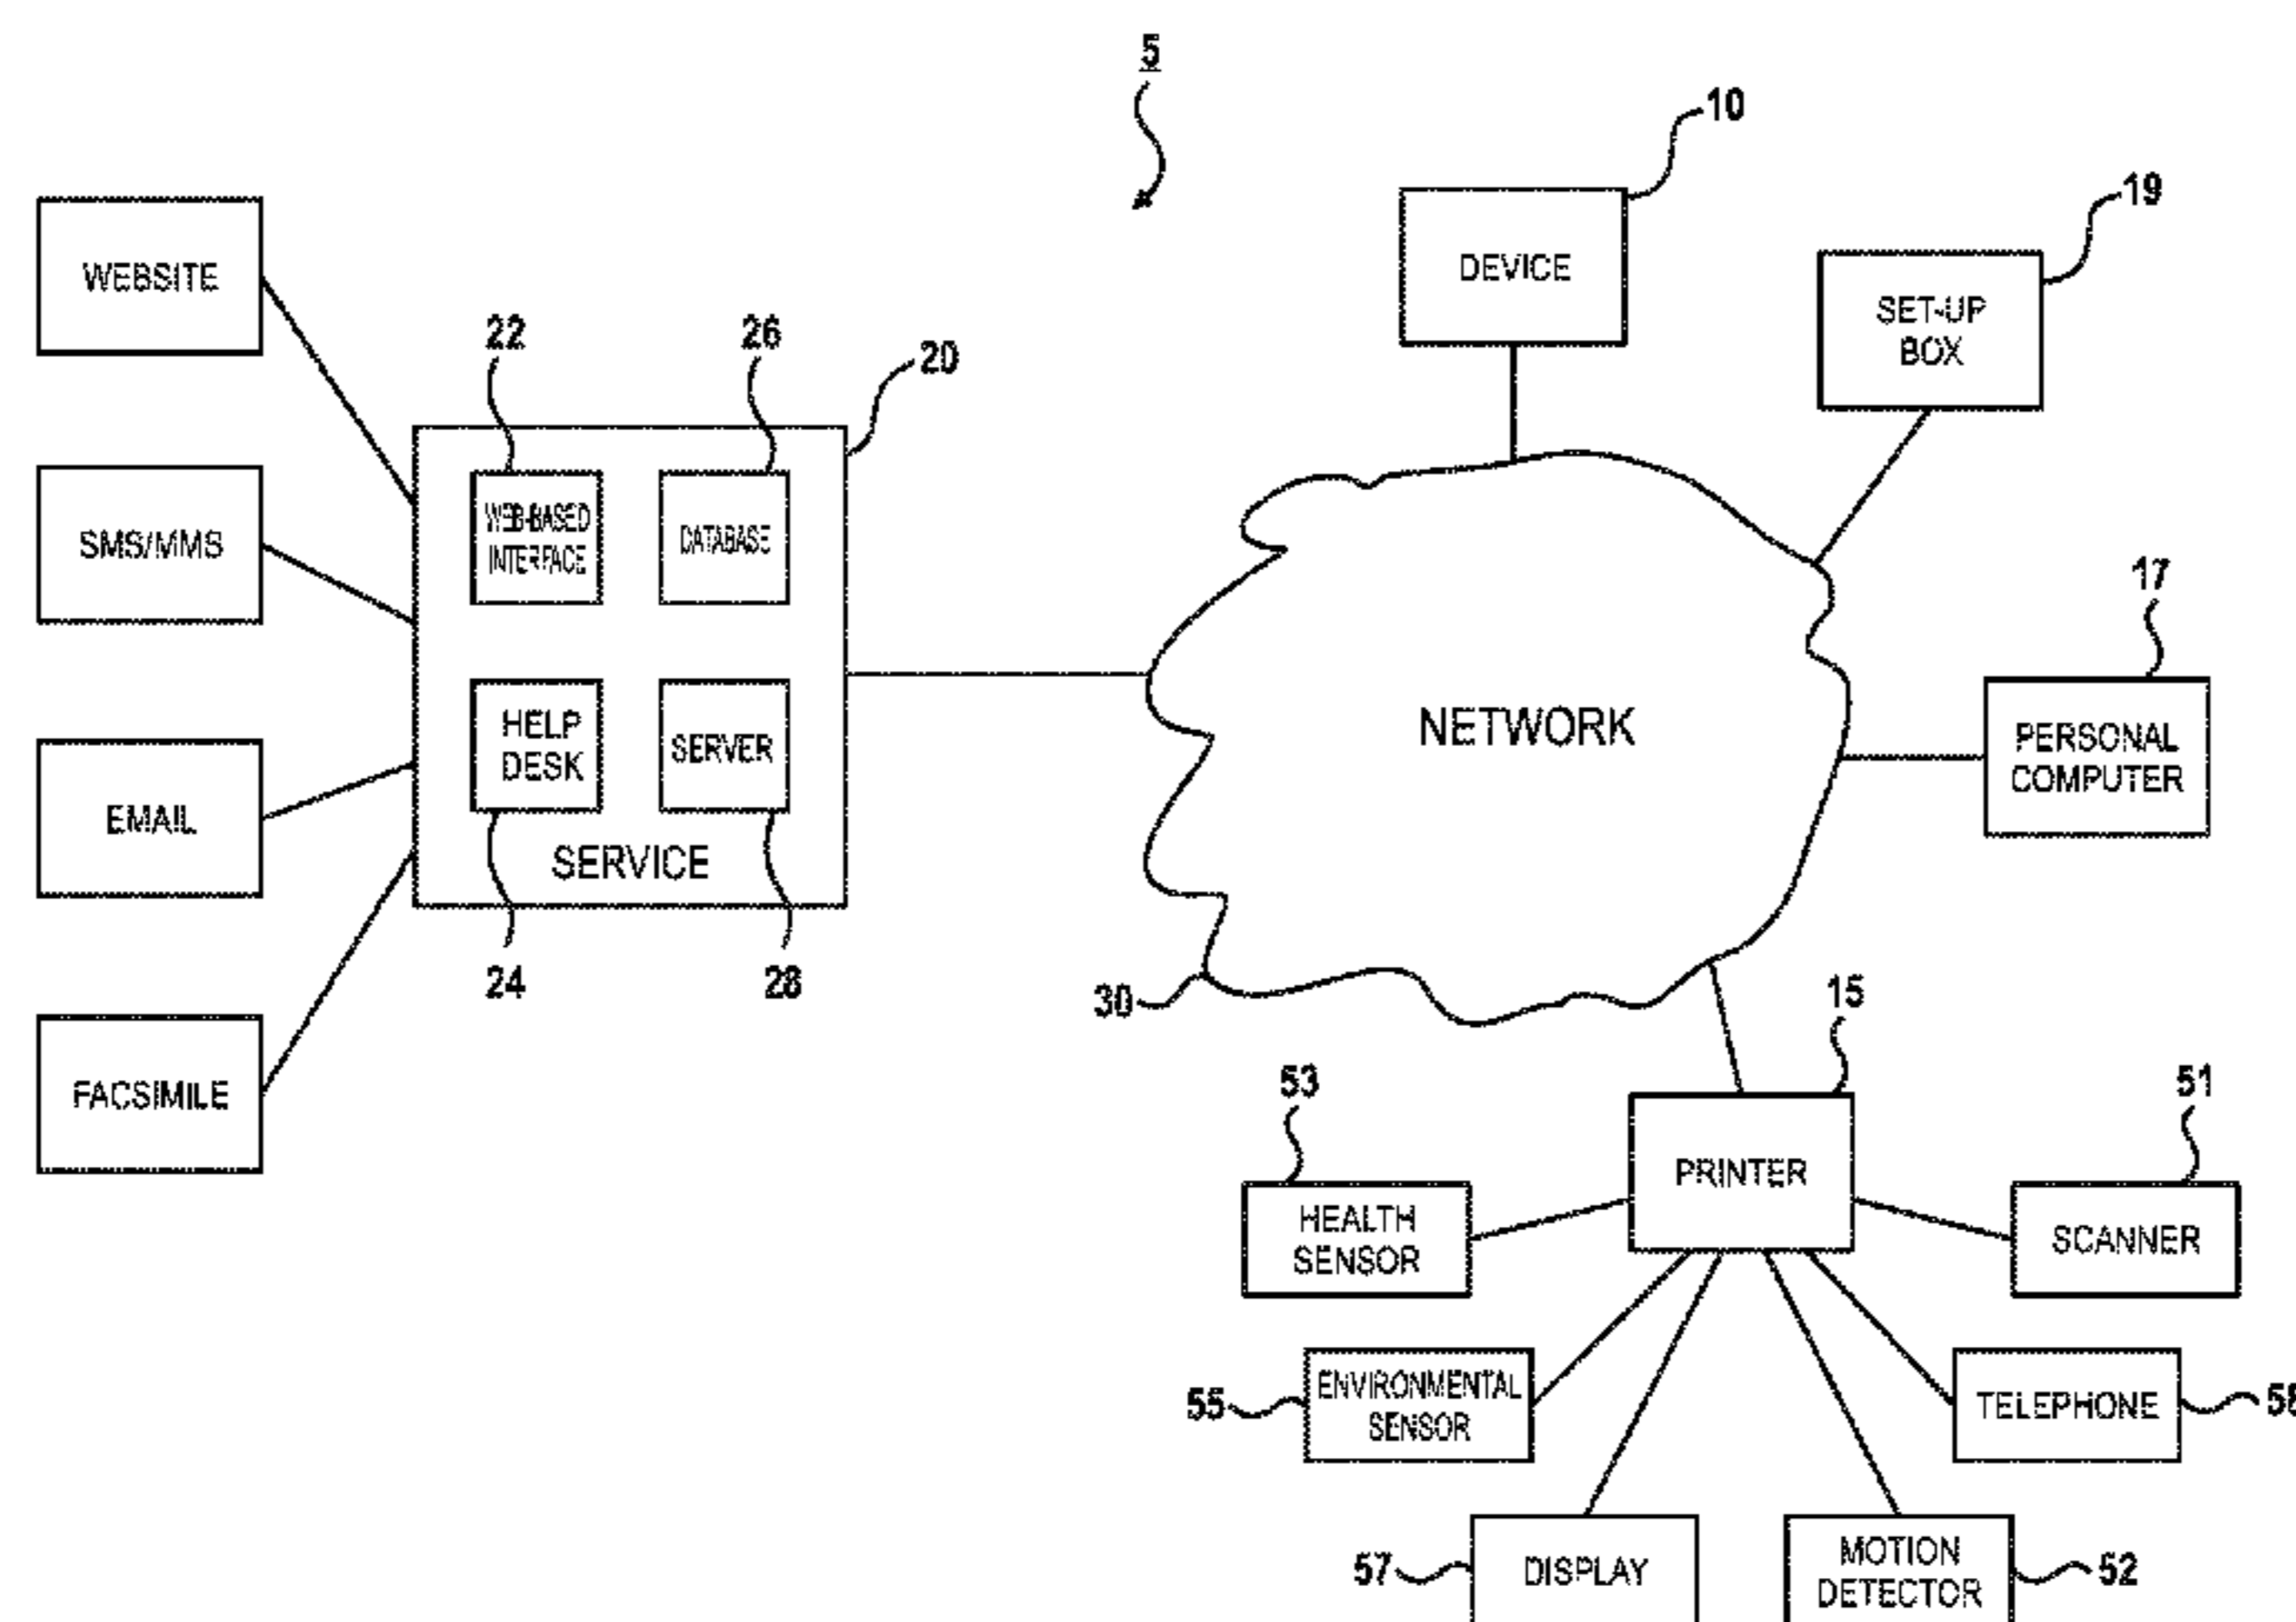 5
10
19
WEBSITE
DEVICE
SET-UP
BOX
22
26
20
SMS/MMS
WEB-BASED
INTERFACE
DATABASE
17
NETWORK
HELP
DESK
SERVER
PERSONAL
COMPUTER
EMAIL
SERVICE
24
28
30
15
53
51
FACSIMILE
PRINTER
HEALTH
SENSOR
SCANNER
55
ENVIRONMENTAL
SENSOR
TELEPHONE
58
57
DISPLAY
MOTION
DETECTOR
52